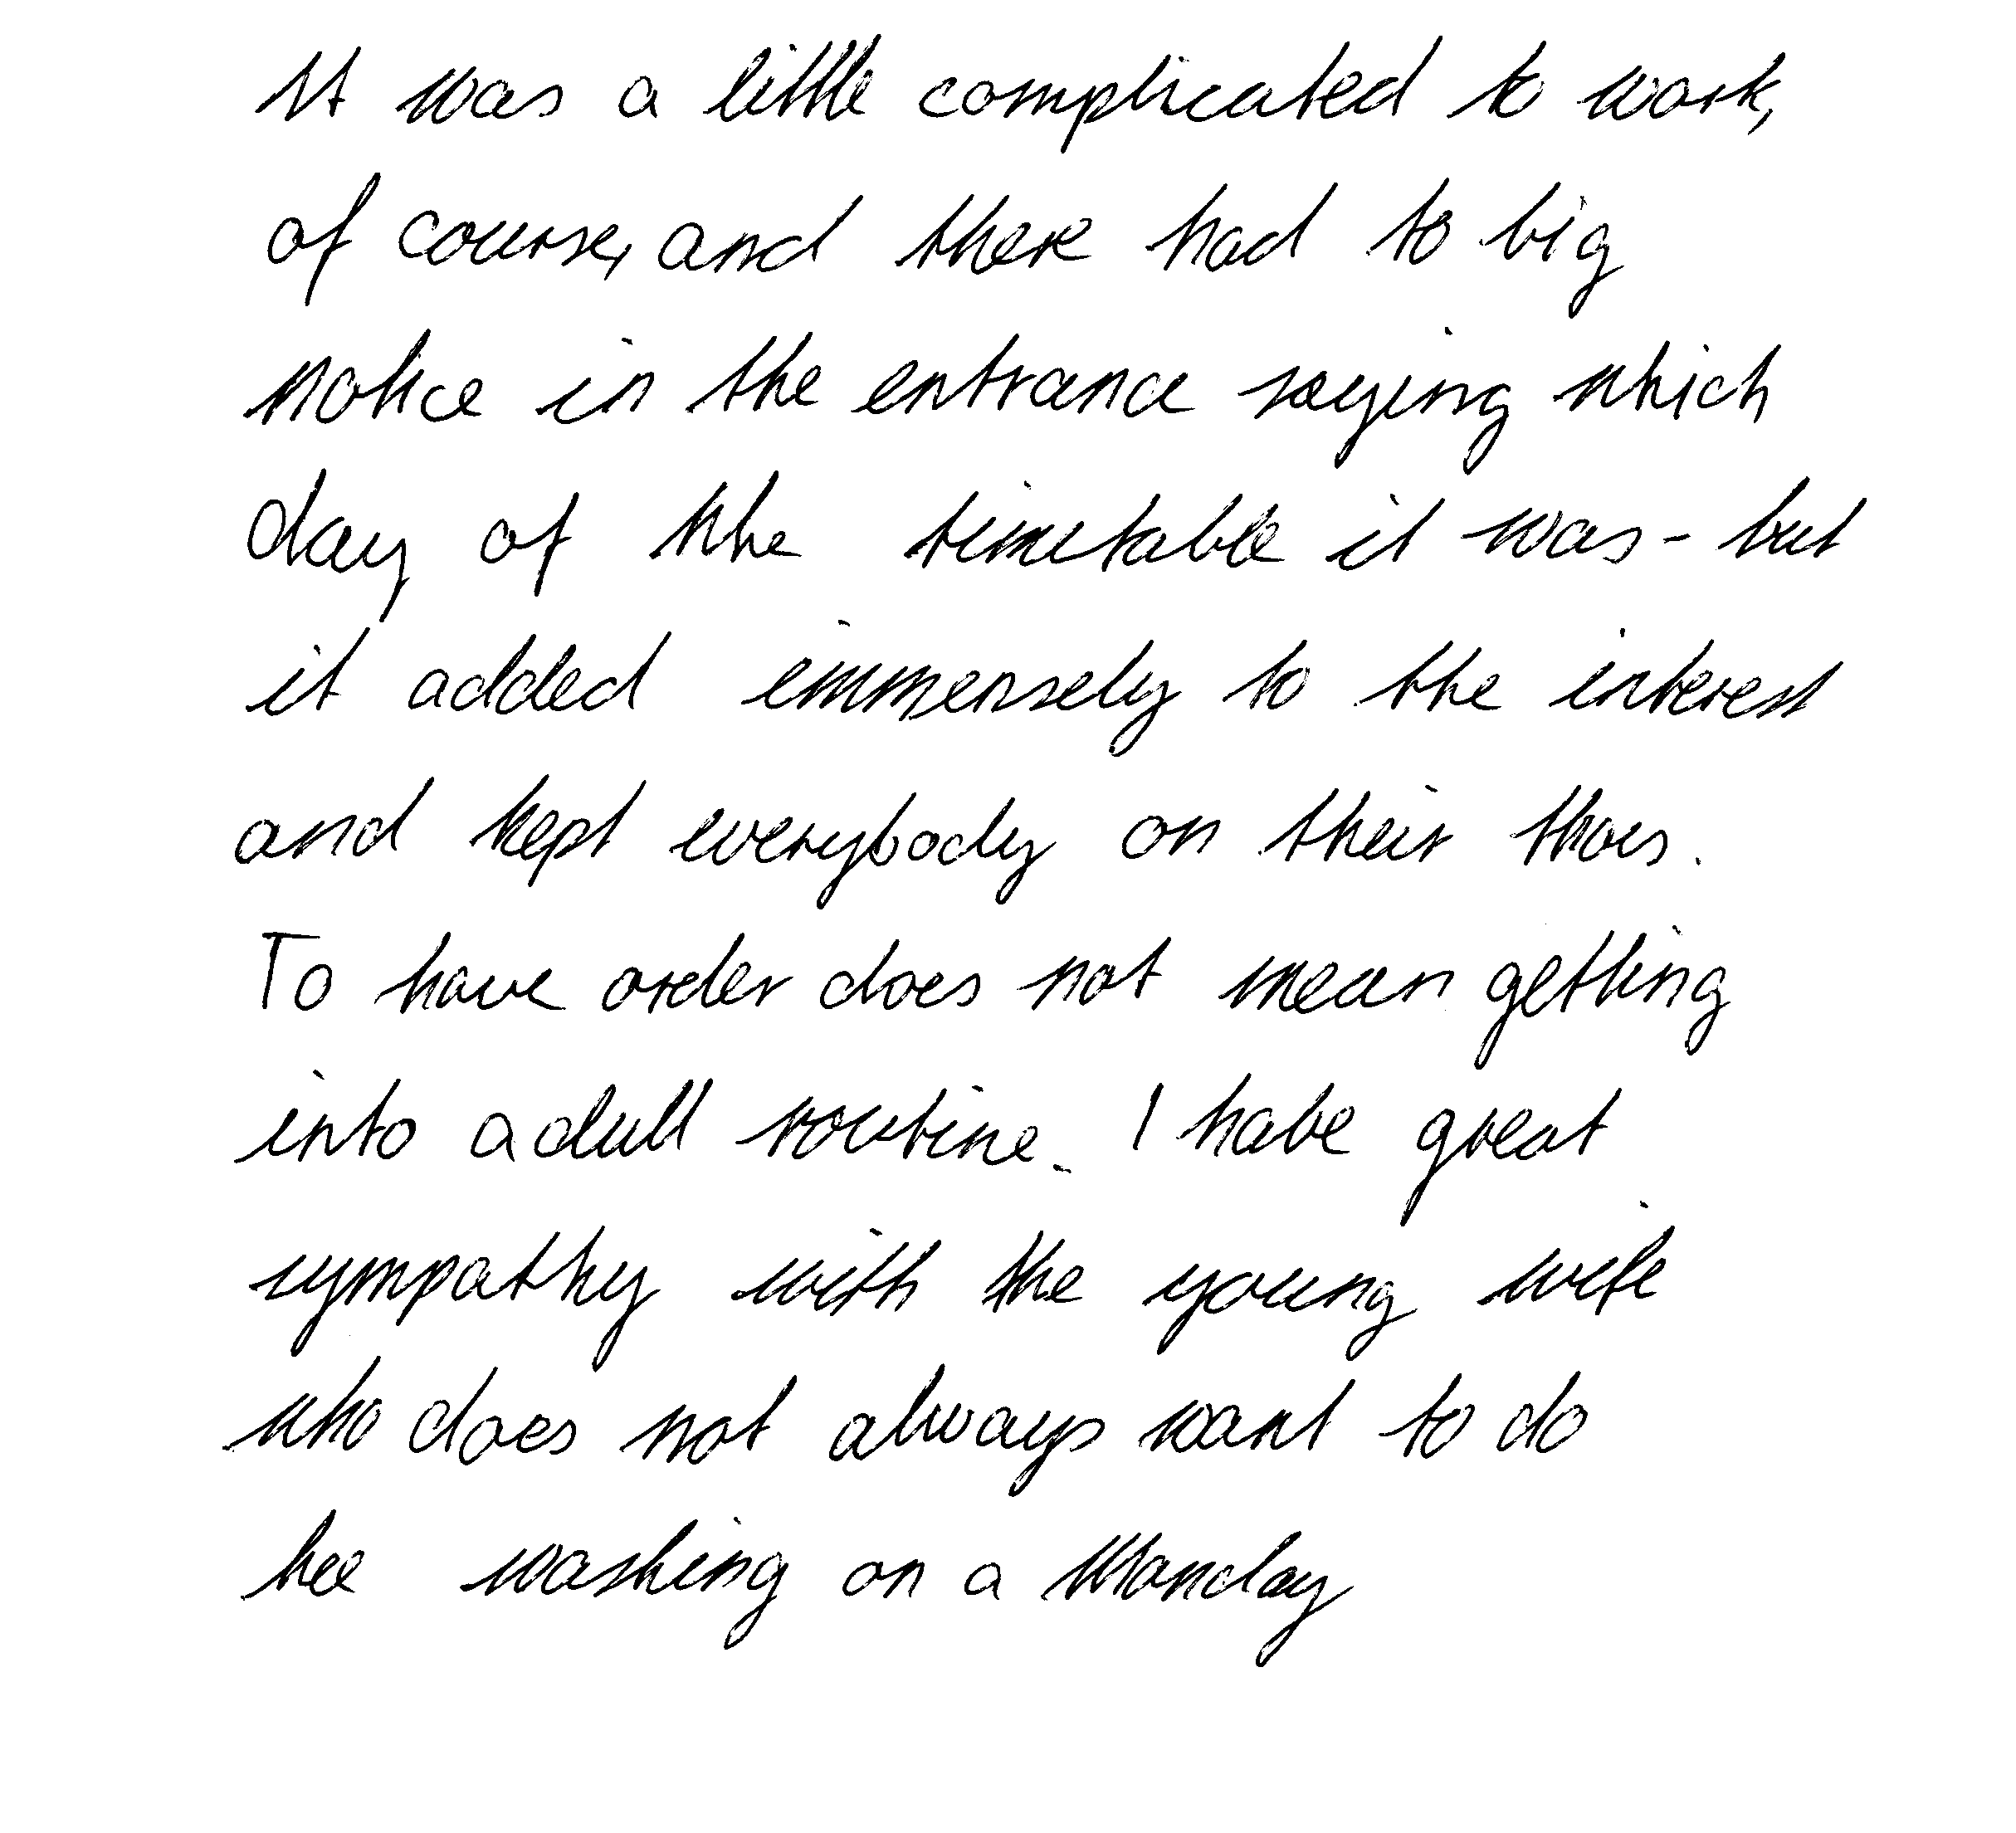 It was a little complicated to work,
of course, and there had to big
notice in the entrance saying which
day of the timetable it was - but
it added immensely to the interest
and kept everybody on their thoes.
To have order does not mean getting
into a dull routine. I habe great
sympathy with the young wife
who does not always want to do
hee washing on a Monday